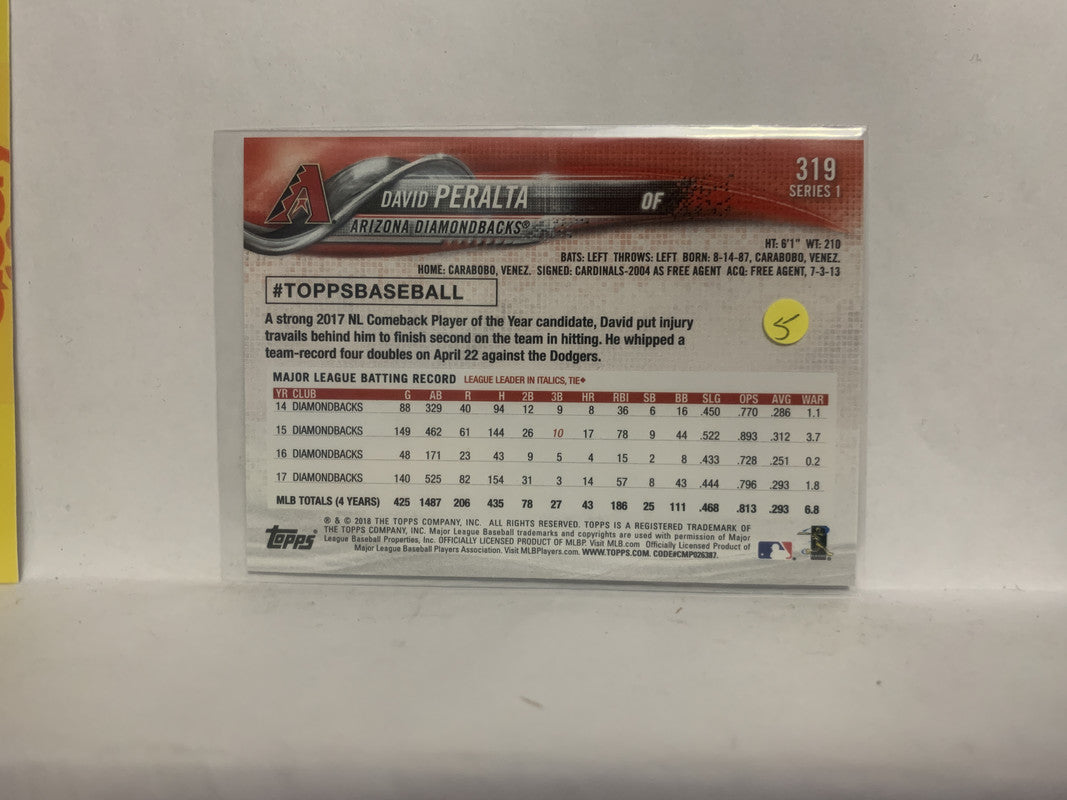 319
SERIES 1
DAVID PERALTA OF
ARIZONA DIAMONDBACKS®
HT: 6'1" WT: 210
BATS: LEFT THROWS: LEFT BORN: 8-14-87, CARABOBO, VENEZ.
HOME: CARABOBO, VENEZ. SIGNED: CARDINALS-2004 AS FREE AGENT ACQ: FREE AGENT, 7-3-13
#TOPPSBASEBALL
5
A strong 2017 NL Comeback Player of the Year candidate, David put injury
travails behind him to finish second on the team in hitting. He whipped a
team-record four doubles on April 22 against the Dodgers.
MAJOR LEAGUE BATTING RECORD LEAGUE LEADER IN ITALICS, TIE◆
YR CLUB G AB R H 2B 3B HR RBI SB BB SLG OPS AVG WAR
14 DIAMONDBACKS 88 329 40 94 12 9 8 36 6 16 .450 .770 .286 1.1
15 DIAMONDBACKS 149 462 61 144 26 10 17 78 9 44 .522 .893 .312 3.7
16 DIAMONDBACKS 48 171 23 43 9 5 4 15 2 8 .433 .728 .251 0.2
17 DIAMONDBACKS 140 525 82 154 31 3 14 57 8 43 .444 .796 .293 1.8
MLB TOTALS (4 YEARS) 425 1487 206 435 78 27 43 186 25 111 .468 .813 .293 6.8
Topps
® & © 2018 THE TOPPS COMPANY, INC. ALL RIGHTS RESERVED. TOPPS IS A REGISTERED TRADEMARK OF
THE TOPPS COMPANY, INC. Major League Baseball trademarks and copyrights are used with permission of Major
League Baseball Properties, Inc. OFFICIALLY LICENSED PRODUCT OF MLBP. Visit MLB.com Officially Licensed Product of
Major League Baseball Players Association. Visit MLBPlayers.com. WWW.TOPPS.COM. CODE#CMP026387.